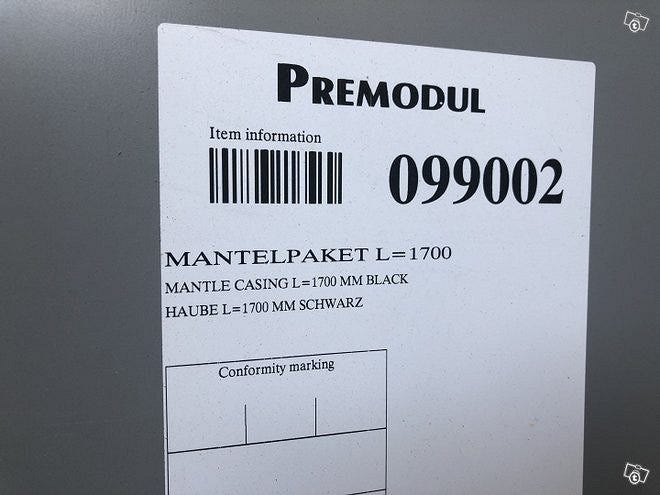 PREMODUL
Item information
099002
MANTELPAKET L=1700
MANTLE CASING L=1700 MM BLACK
HAUBE L=1700 MM SCHWARZ
Conformity marking